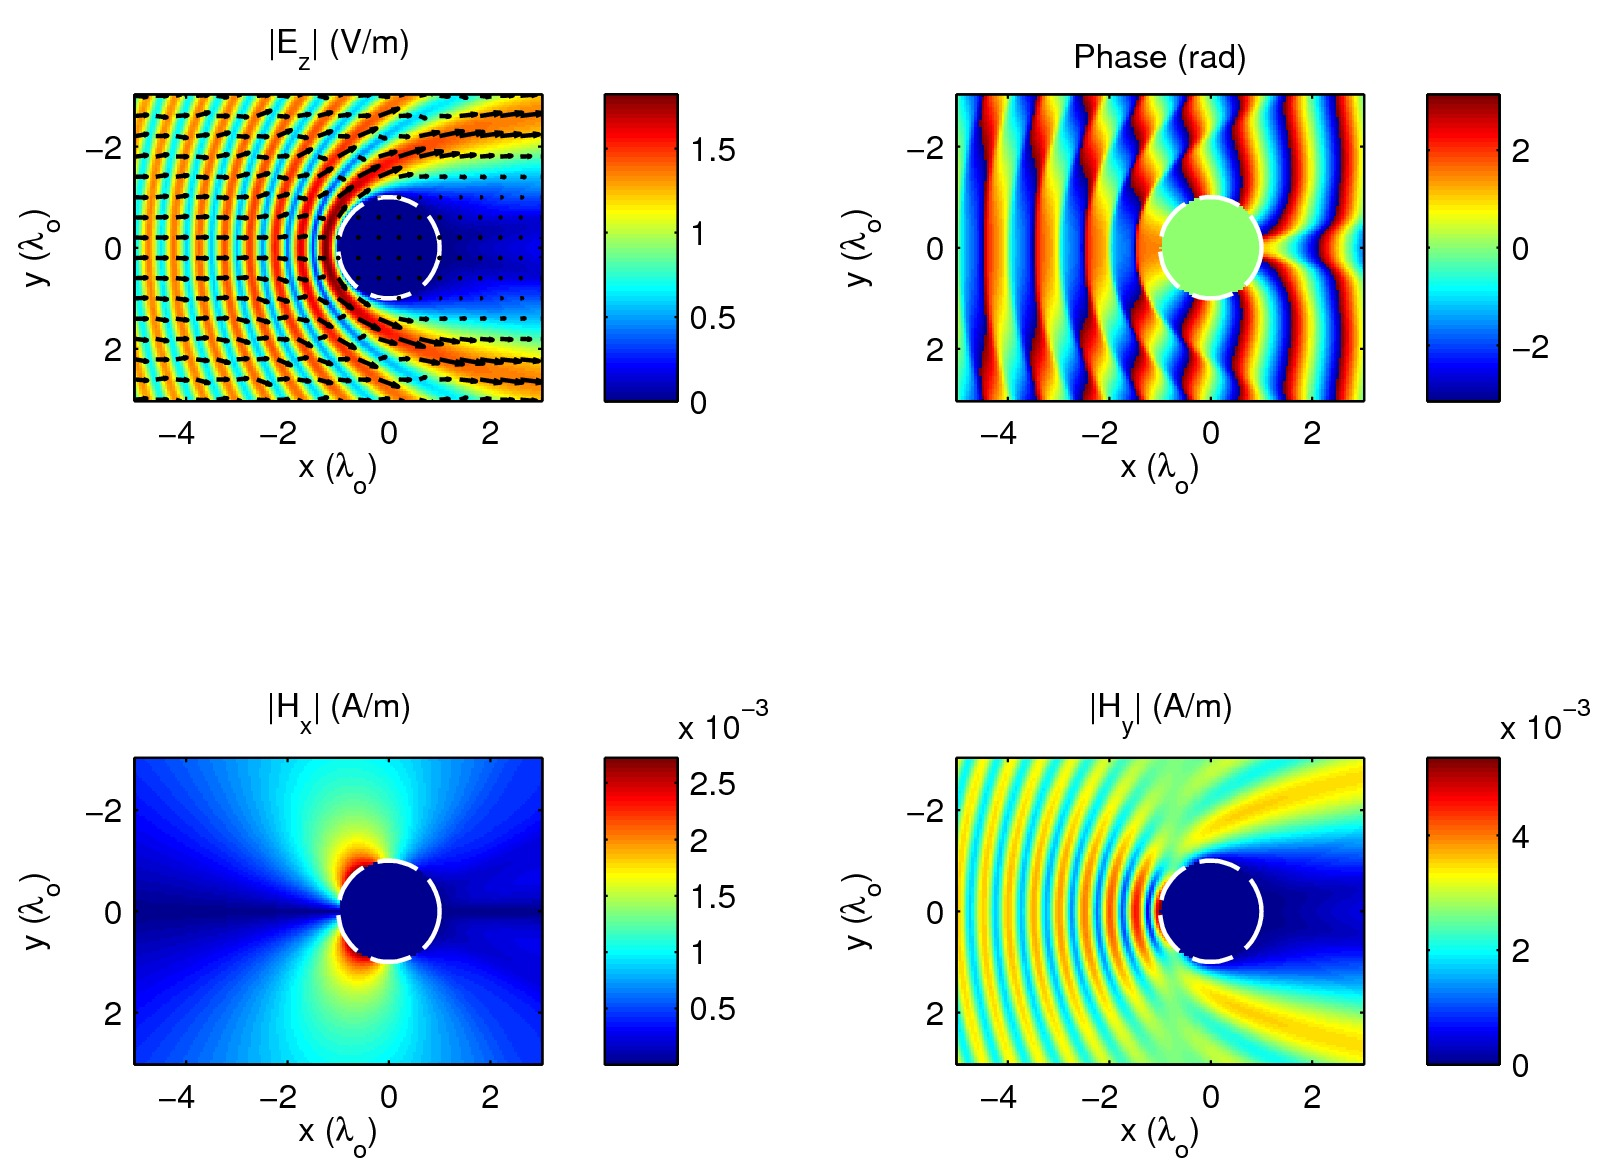 |E_z| (V/m)
−2
0
2
−4 −2 0 2
x (λ_o)
y (λ_o)
1.5
1
0.5
0
Phase (rad)
−2
0
2
−4 −2 0 2
x (λ_o)
y (λ_o)
2
0
−2
|H_x| (A/m)
x 10^−3
−2
0
2
−4 −2 0 2
x (λ_o)
y (λ_o)
2.5
2
1.5
1
0.5
|H_y| (A/m)
x 10^−3
−2
0
2
−4 −2 0 2
x (λ_o)
y (λ_o)
4
2
0